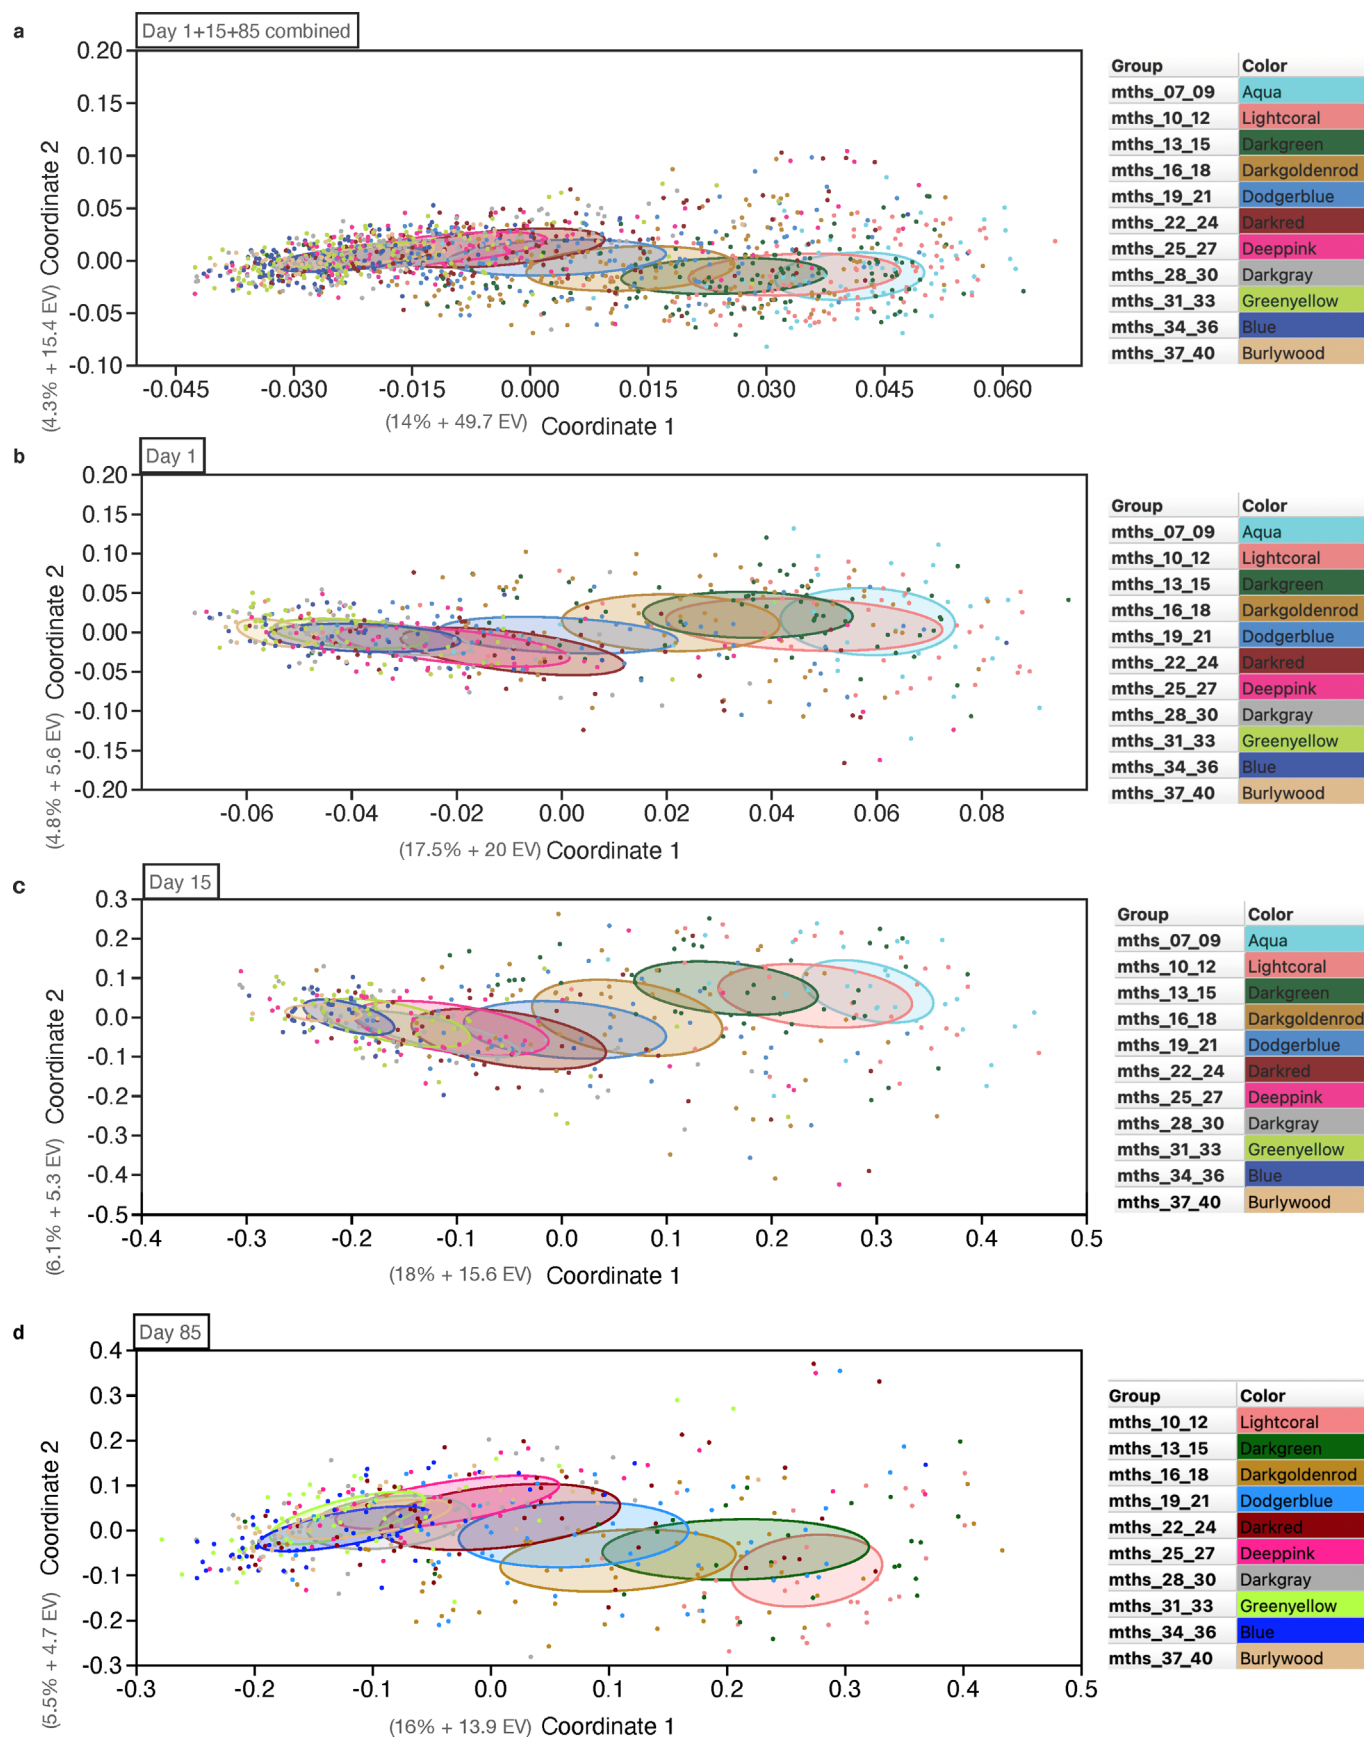 a
Day 1+15+85 combined
0.20
0.15
0.10
0.05
0.00
-0.05
-0.10
(4.3% + 15.4 EV) Coordinate 2
-0.045 -0.030 -0.015 0.000 0.015 0.030 0.045 0.060
(14% + 49.7 EV) Coordinate 1
Group Color
mths_07_09 Aqua
mths_10_12 Lightcoral
mths_13_15 Darkgreen
mths_16_18 Darkgoldenrod
mths_19_21 Dodgerblue
mths_22_24 Darkred
mths_25_27 Deeppink
mths_28_30 Darkgray
mths_31_33 Greenyellow
mths_34_36 Blue
mths_37_40 Burlywood
b
Day 1
0.20
0.15
0.10
0.05
0.00
-0.05
-0.10
-0.15
-0.20
(4.8% + 5.6 EV) Coordinate 2
-0.06 -0.04 -0.02 0.00 0.02 0.04 0.06 0.08
(17.5% + 20 EV) Coordinate 1
Group Color
mths_07_09 Aqua
mths_10_12 Lightcoral
mths_13_15 Darkgreen
mths_16_18 Darkgoldenrod
mths_19_21 Dodgerblue
mths_22_24 Darkred
mths_25_27 Deeppink
mths_28_30 Darkgray
mths_31_33 Greenyellow
mths_34_36 Blue
mths_37_40 Burlywood
c
Day 15
0.3
0.2
0.1
0.0
-0.1
-0.2
-0.3
-0.4
-0.5
(6.1% + 5.3 EV) Coordinate 2
-0.4 -0.3 -0.2 -0.1 0.0 0.1 0.2 0.3 0.4 0.5
(18% + 15.6 EV) Coordinate 1
Group Color
mths_07_09 Aqua
mths_10_12 Lightcoral
mths_13_15 Darkgreen
mths_16_18 Darkgoldenrod
mths_19_21 Dodgerblue
mths_22_24 Darkred
mths_25_27 Deeppink
mths_28_30 Darkgray
mths_31_33 Greenyellow
mths_34_36 Blue
mths_37_40 Burlywood
d
Day 85
0.4
0.3
0.2
0.1
0.0
-0.1
-0.2
-0.3
(5.5% + 4.7 EV) Coordinate 2
-0.3 -0.2 -0.1 0.0 0.1 0.2 0.3 0.4 0.5
(16% + 13.9 EV) Coordinate 1
Group Color
mths_10_12 Lightcoral
mths_13_15 Darkgreen
mths_16_18 Darkgoldenrod
mths_19_21 Dodgerblue
mths_22_24 Darkred
mths_25_27 Deeppink
mths_28_30 Darkgray
mths_31_33 Greenyellow
mths_34_36 Blue
mths_37_40 Burlywood